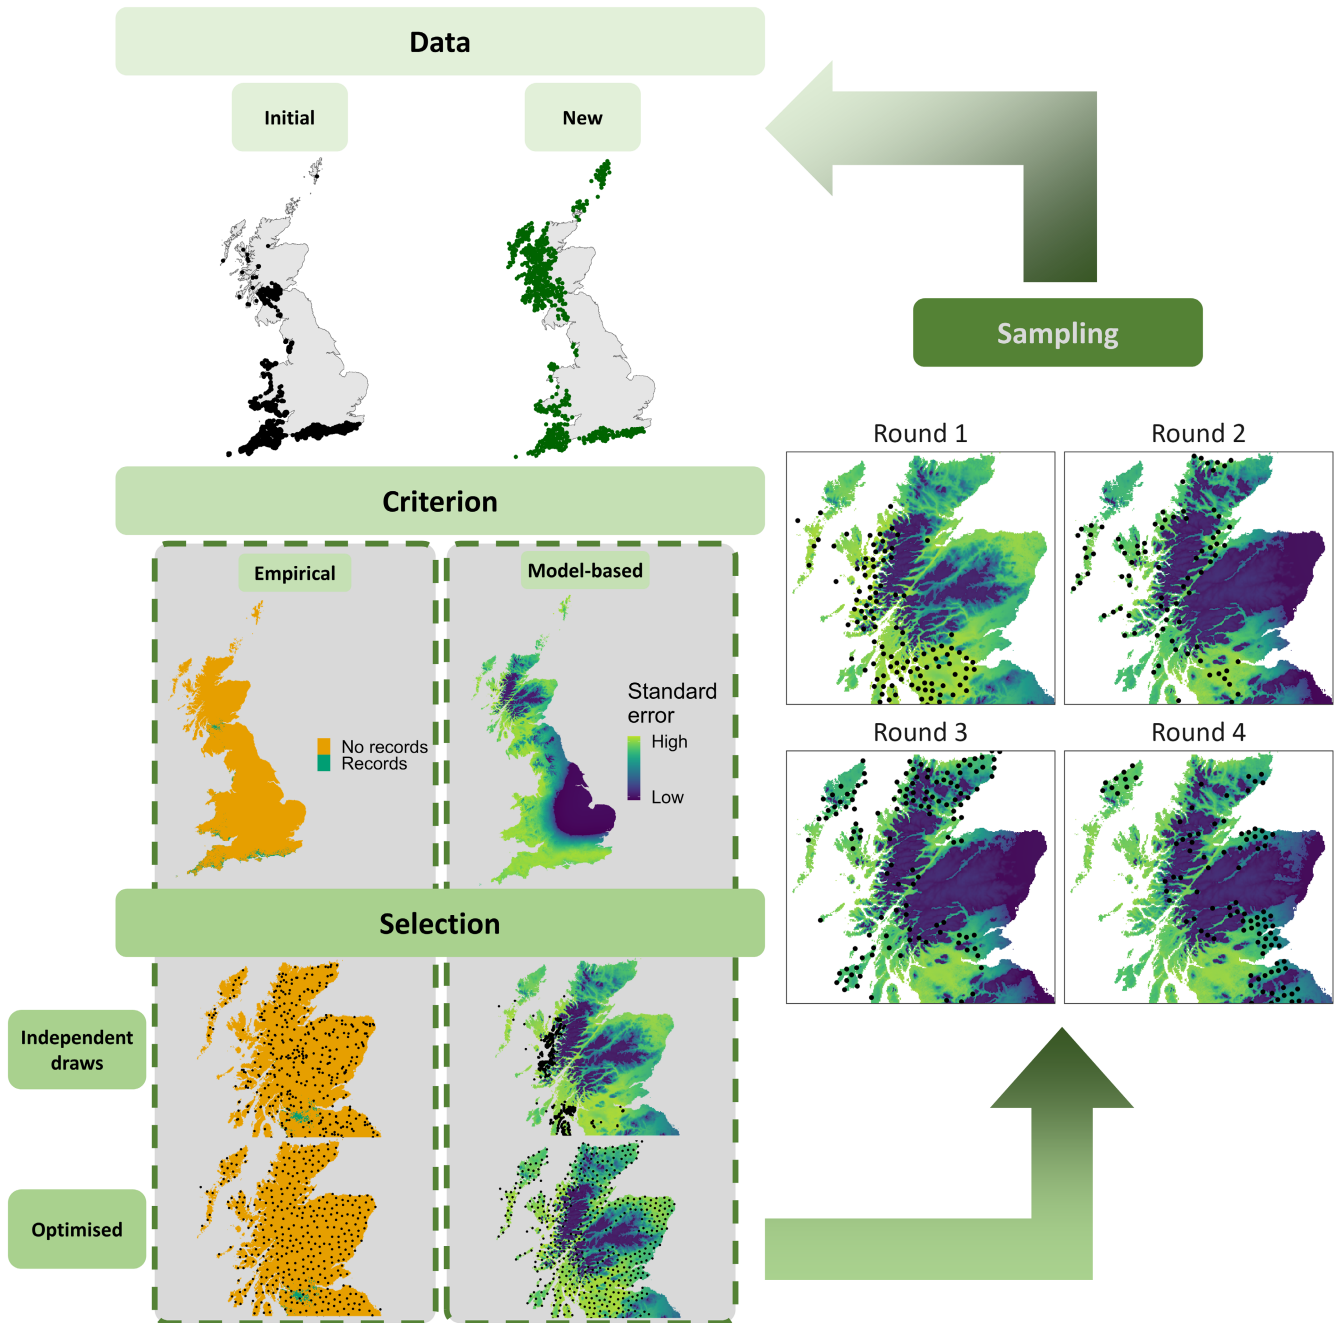 Data
Initial
New
Sampling
Round 1
Round 2
Criterion
Empirical
Model-based
No records
Records
Standard
error
High
Low
Round 3
Round 4
Selection
Independent
draws
Optimised